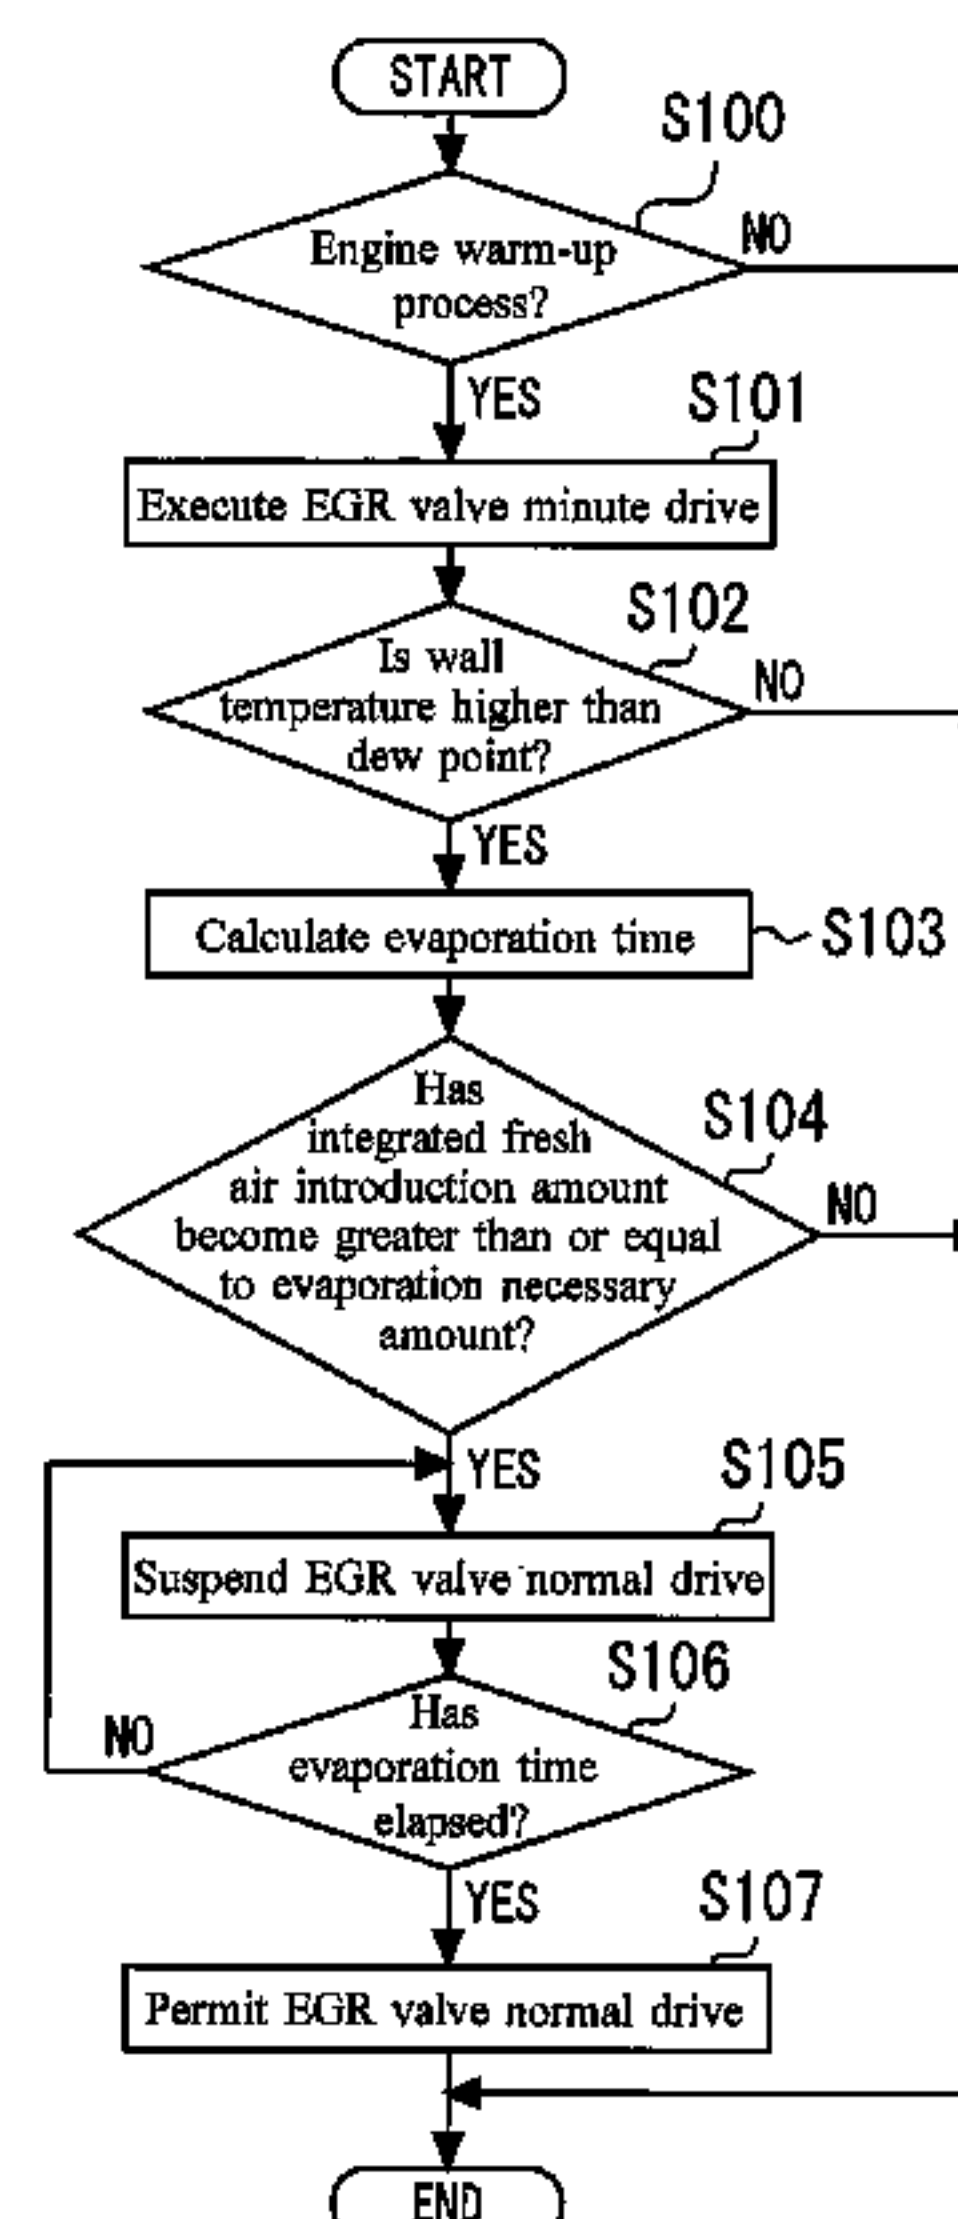 START
S100
Engine warm-up
process?
NO
YES
S101
Execute EGR valve minute drive
S102
Is wall
temperature higher than
dew point?
NO
YES
Calculate evaporation time
S103
Has
integrated fresh
air introduction amount
become greater than or equal
to evaporation necessary
amount?
S104
NO
YES
S105
Suspend EGR valve normal drive
S106
Has
evaporation time
elapsed?
NO
YES
S107
Permit EGR valve normal drive
END